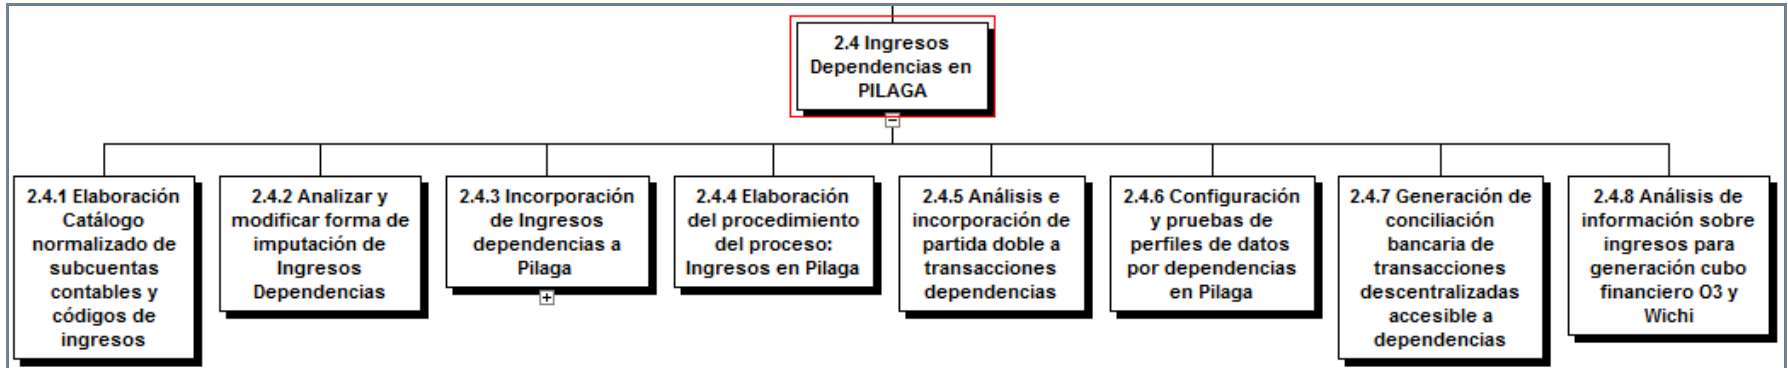 2.4 Ingresos
Dependencias en
PILAGA
2.4.1 Elaboración
Catálogo
normalizado de
subcuentas
contables y
códigos de
ingresos
2.4.2 Analizar y
modificar forma de
imputación de
Ingresos
Dependencias
2.4.3 Incorporación
de Ingresos
dependencias a
Pilaga
2.4.4 Elaboración
del procedimiento
del proceso:
Ingresos en Pilaga
2.4.5 Análisis e
incorporación de
partida doble a
transacciones
dependencias
2.4.6 Configuración
y pruebas de
perfiles de datos
por dependencias
en Pilaga
2.4.7 Generación de
conciliación
bancaria de
transacciones
descentralizadas
accesible a
dependencias
2.4.8 Análisis de
información sobre
ingresos para
generación cubo
financiero O3 y
Wichi